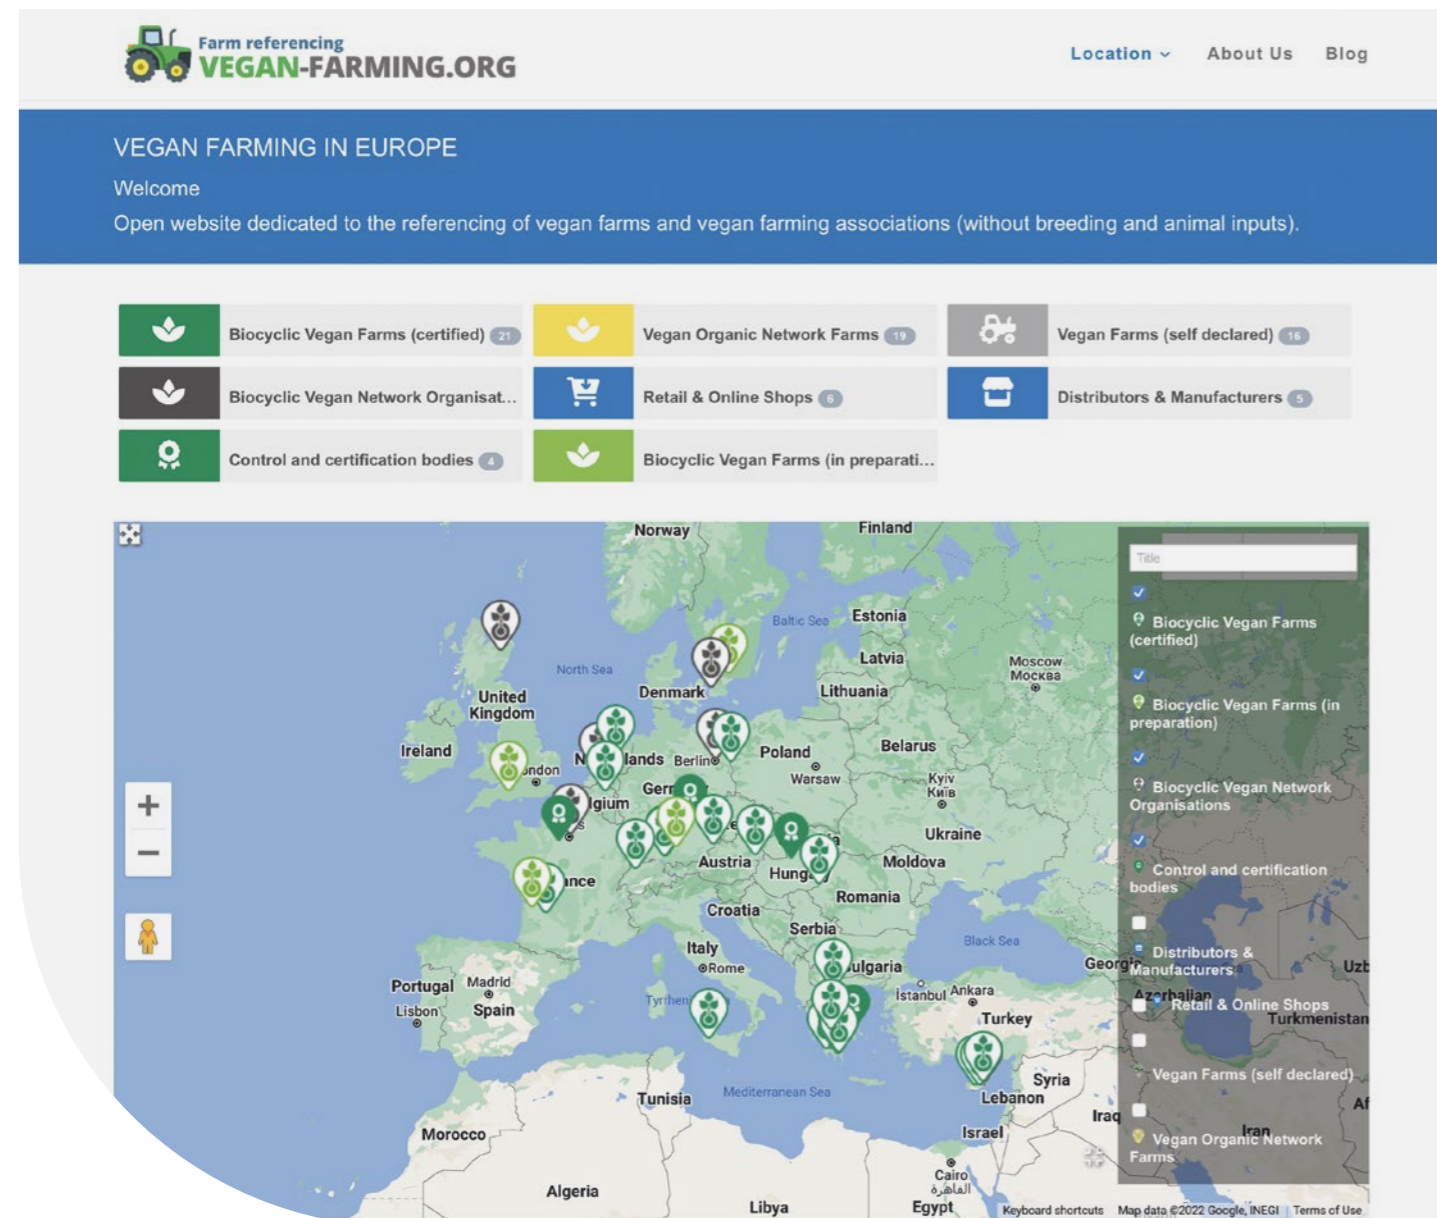 Farm referencing
VEGAN-FARMING.ORG
Location
About Us
Blog
VEGAN FARMING IN EUROPE
Welcome
Open website dedicated to the referencing of vegan farms and vegan farming associations (without breeding and animal inputs).
Biocyclic Vegan Farms (certified) 21
Vegan Organic Network Farms 19
Vegan Farms (self declared) 16
Biocyclic Vegan Network Organisat...
Retail & Online Shops 6
Distributors & Manufacturers 5
Control and certification bodies 4
Biocyclic Vegan Farms (in preparati...
Norway
Finland
Baltic Sea
Estonia
North Sea
Latvia
Moscow
Москва
United
Kingdom
Denmark
Lithuania
Ireland
Berlin
Poland
Belarus
Warsaw
Kyiv
Київ
Ukraine
Austria
Moldova
Romania
Croatia
Serbia
Italy
Rome
Black Sea
Portugal
Madrid
Lisbon
Spain
İstanbul
Ankara
Turkey
Syria
Tunisia
Mediterranean Sea
Lebanon
Iraq
Morocco
Israel
Iran
Cairo
القاهرة
Algeria
Libya
Egypt
Turkmenistan
Azerbaijan
Title
Biocyclic Vegan Farms
(certified)
Biocyclic Vegan Farms (in
preparation)
Biocyclic Vegan Network
Organisations
Control and certification
bodies
Distributors &
Manufacturers
Retail & Online Shops
Vegan Farms (self declared)
Vegan Organic Network
Farms
Keyboard shortcuts
Map data ©2022 Google, INEGI
Terms of Use